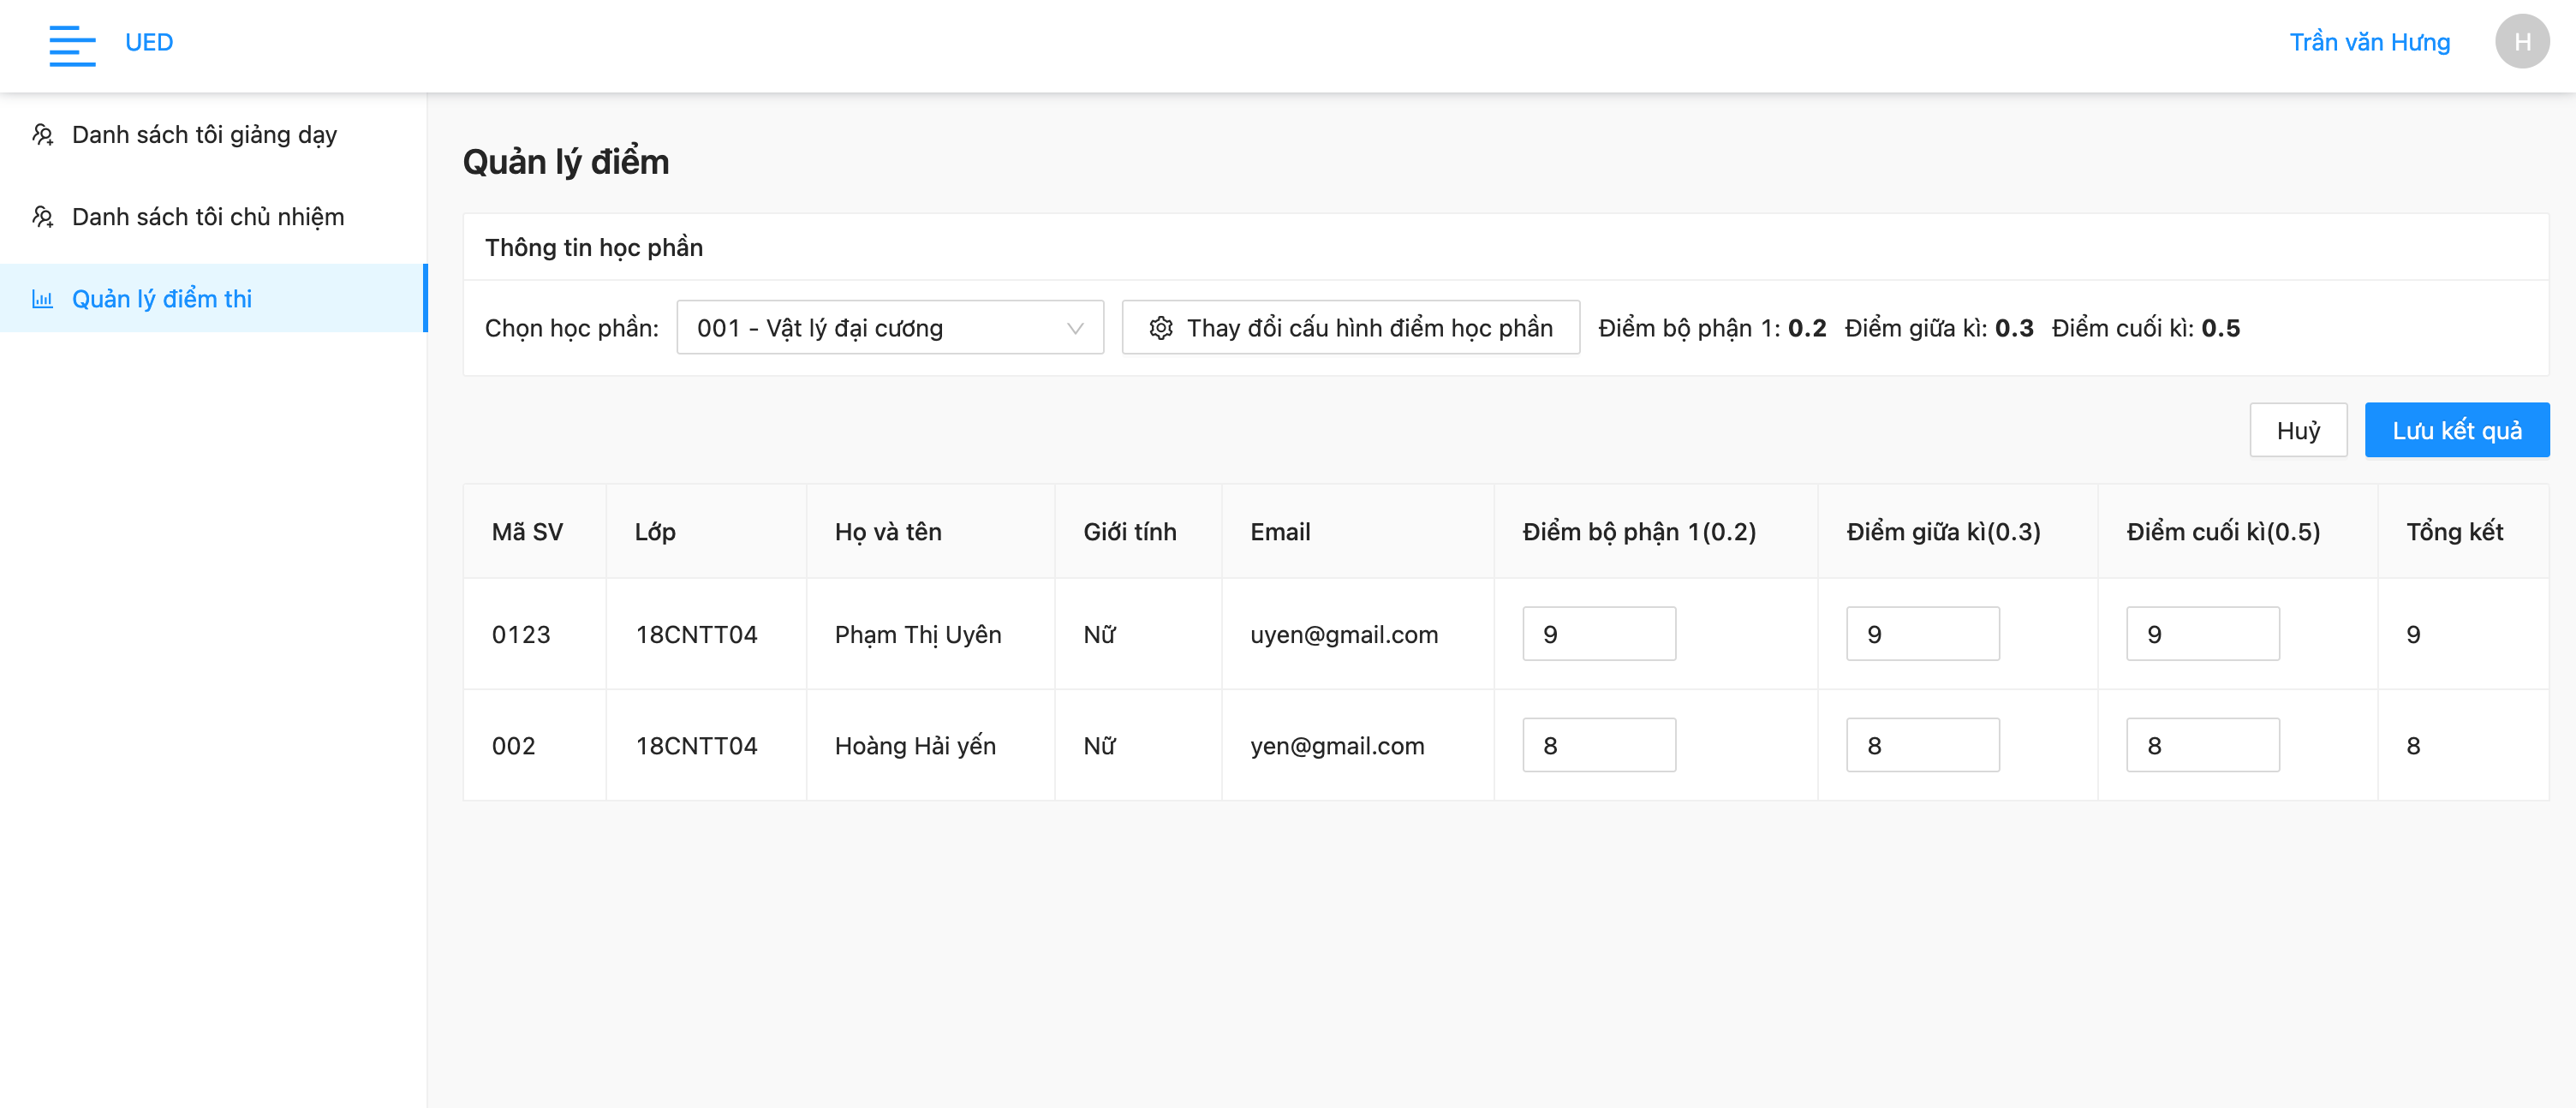 UED
Trần văn Hưng
H
Danh sách tôi giảng dạy
Danh sách tôi chủ nhiệm
Quản lý điểm thi
Quản lý điểm
Thông tin học phần
Chọn học phần: 001 - Vật lý đại cương Thay đổi cấu hình điểm học phần Điểm bộ phận 1: 0.2 Điểm giữa kì: 0.3 Điểm cuối kì: 0.5
Huỷ Lưu kết quả
Mã SV Lớp Họ và tên Giới tính Email Điểm bộ phận 1(0.2) Điểm giữa kì(0.3) Điểm cuối kì(0.5) Tổng kết
0123 18CNTT04 Phạm Thị Uyên Nữ uyen@gmail.com 9 9 9 9
002 18CNTT04 Hoàng Hải yến Nữ yen@gmail.com 8 8 8 8